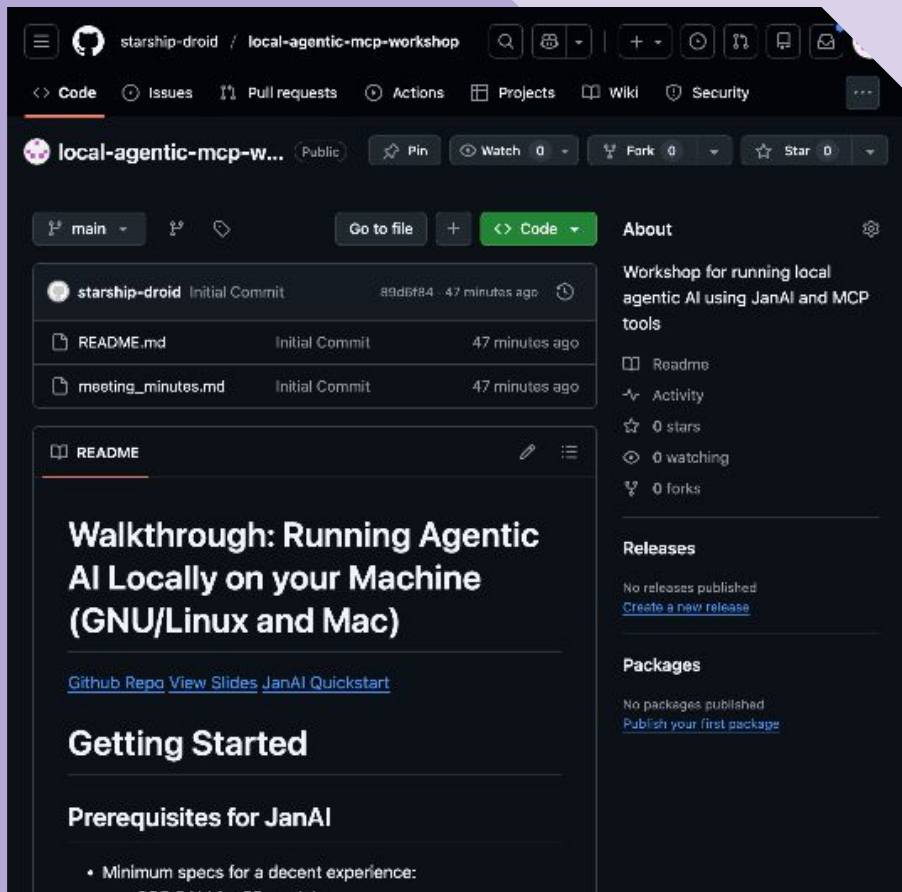 starship-droid / local-agentic-mcp-workshop
Code Issues Pull requests Actions Projects Wiki Security
local-agentic-mcp-w... Public Pin Watch 0 Fork 0 Star 0
main Go to file Code
starship-droid Initial Commit 89d6f84 · 47 minutes ago
README.md Initial Commit 47 minutes ago
meeting_minutes.md Initial Commit 47 minutes ago
README
Walkthrough: Running Agentic
AI Locally on your Machine
(GNU/Linux and Mac)
Github Repo View Slides JanAI Quickstart
Getting Started
Prerequisites for JanAI
• Minimum specs for a decent experience:
About
Workshop for running local
agentic AI using JanAI and MCP
tools
Readme
Activity
0 stars
0 watching
0 forks
Releases
No releases published
Create a new release
Packages
No packages published
Publish your first package